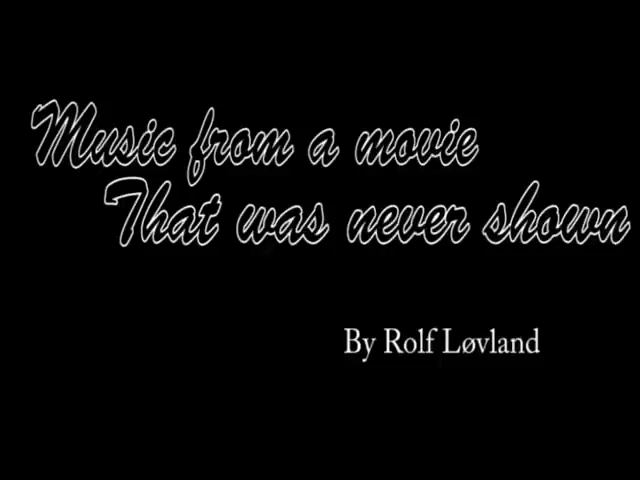 Music from a movie
That was never shown
By Rolf Løvland